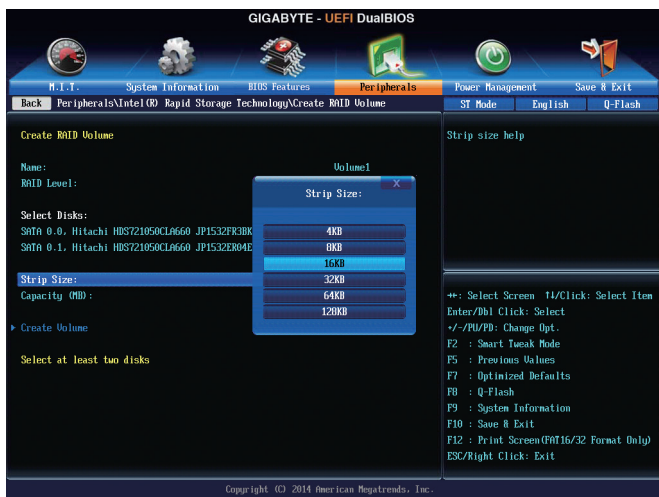 GIGABYTE - UEFI DualBIOS
M.I.T. System Information BIOS Features Peripherals Power Management Save & Exit
Back Peripherals\Intel(R) Rapid Storage Technology\Create RAID Volume ST Mode English Q-Flash
Create RAID Volume
Strip size help
Name: Volume1
RAID Level:
Strip Size:
X
Select Disks:
SATA 0.0, Hitachi HDS721050CLA660 JP1532FR3BK
SATA 0.1, Hitachi HDS721050CLA660 JP1532ER04E
4KB
8KB
16KB
32KB
64KB
128KB
Strip Size:
Capacity (MB):
Create Volume
Select at least two disks
→←: Select Screen ↑↓/Click: Select Item
Enter/Dbl Click: Select
+/-/PU/PD: Change Opt.
F2 : Smart Tweak Mode
F5 : Previous Values
F7 : Optimized Defaults
F8 : Q-Flash
F9 : System Information
F10 : Save & Exit
F12 : Print Screen(FAT16/32 Format Only)
ESC/Right Click: Exit
Copyright (C) 2014 American Megatrends, Inc.